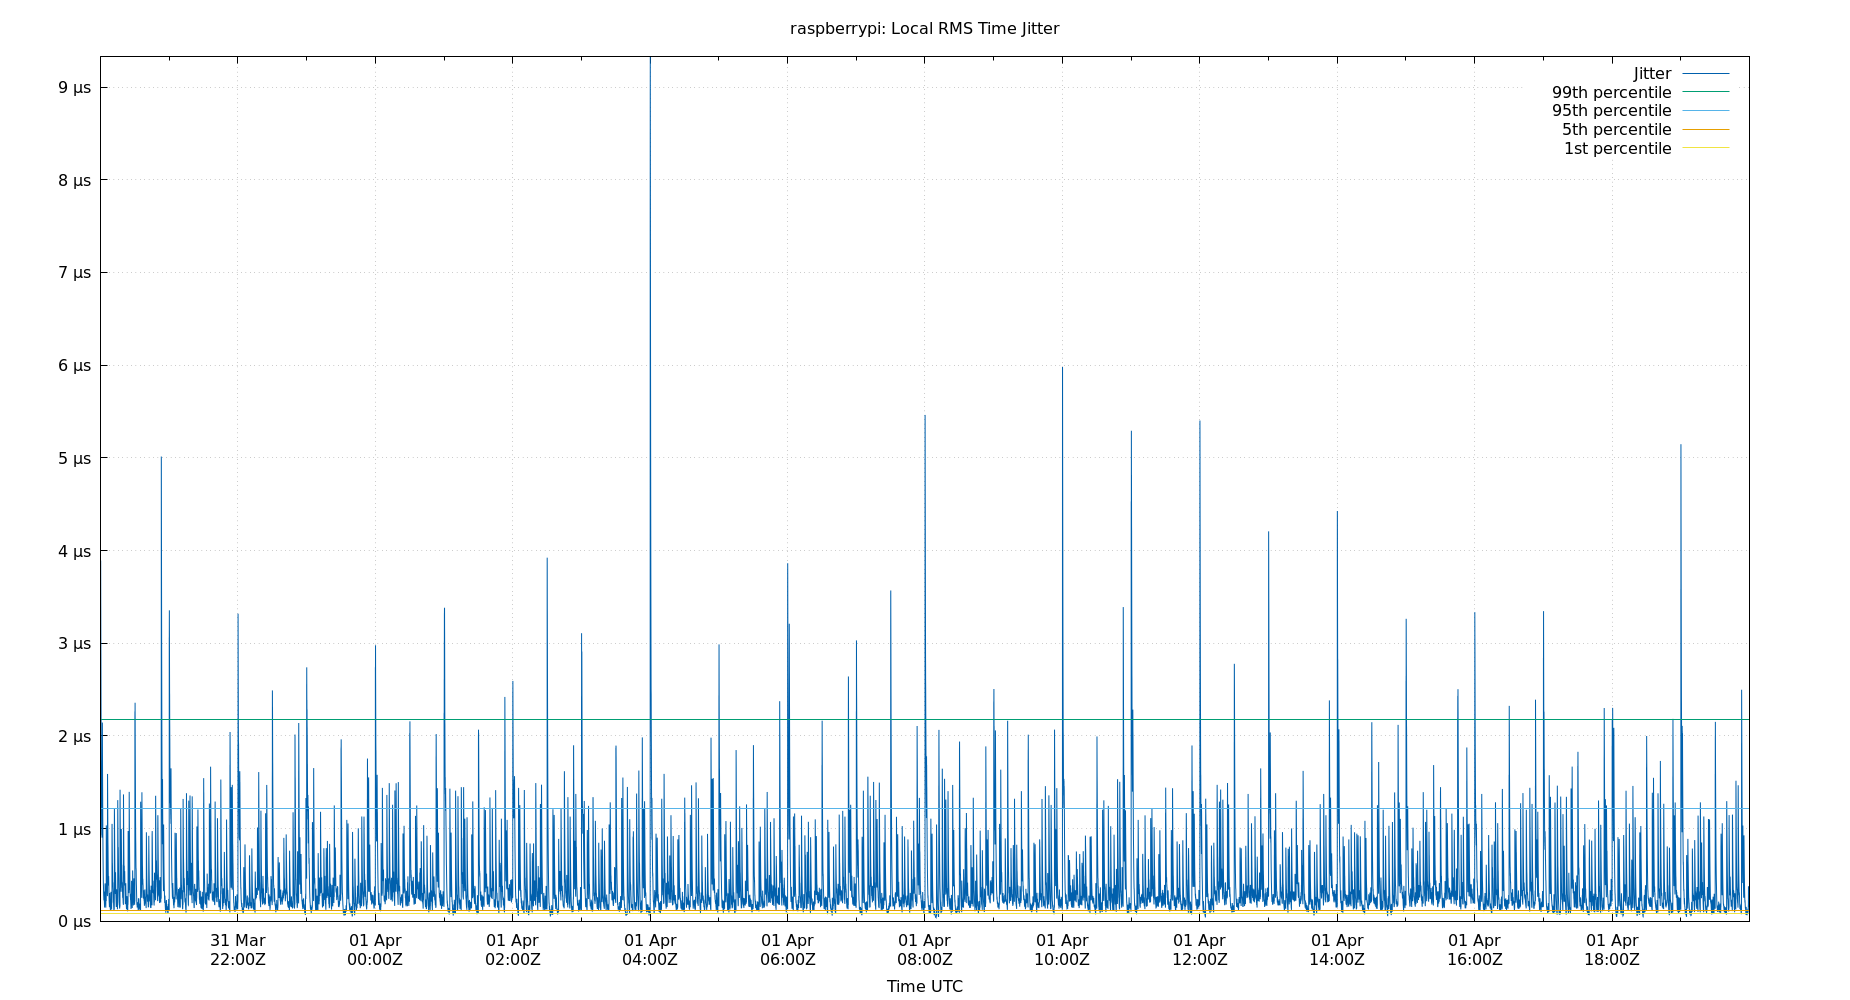 raspberrypi: Local RMS Time Jitter
Jitter
99th percentile
95th percentile
5th percentile
1st percentile
9 µs
8 µs
7 µs
6 µs
5 µs
4 µs
3 µs
2 µs
1 µs
0 µs
31 Mar 01 Apr 01 Apr 01 Apr 01 Apr 01 Apr 01 Apr 01 Apr 01 Apr 01 Apr 01 Apr
22:00Z 00:00Z 02:00Z 04:00Z 06:00Z 08:00Z 10:00Z 12:00Z 14:00Z 16:00Z 18:00Z
Time UTC